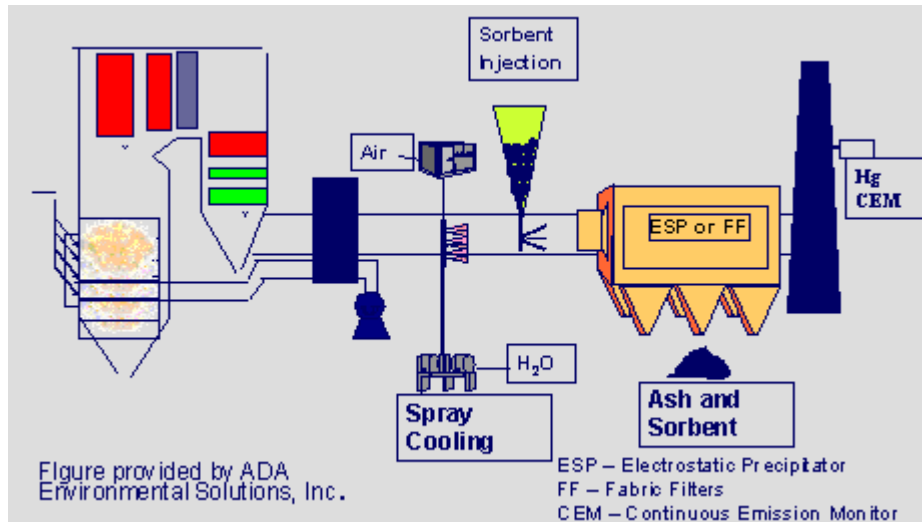 Sorbent
Injection
Air
Hg
CEM
ESP or FF
H₂O
Spray
Cooling
Ash and
Sorbent
FIgure provided by ADA
Environmental Solutions, Inc.
ESP – Electrostatic Precipitator
FF – Fabric Filters
CEM – Continuous Emission Monitor